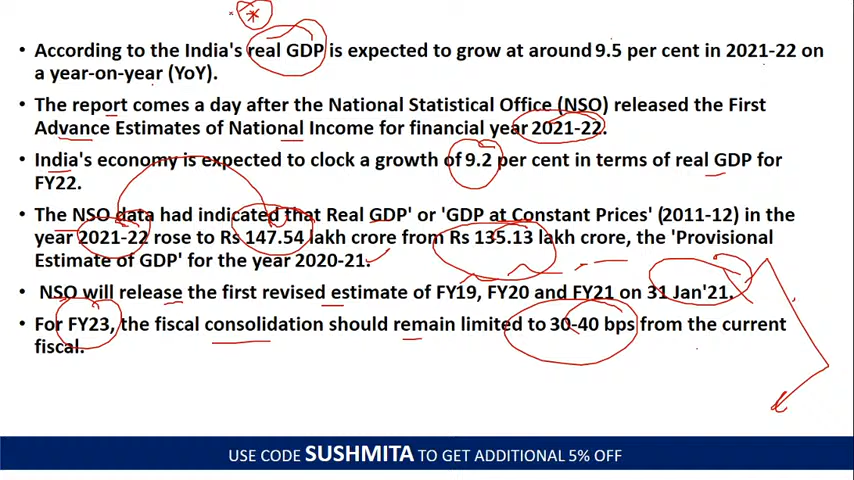 • According to the India's real GDP is expected to grow at around 9.5 per cent in 2021-22 on
a year-on-year (YoY).
• The report comes a day after the National Statistical Office (NSO) released the First
Advance Estimates of National Income for financial year 2021-22.
• India's economy is expected to clock a growth of 9.2 per cent in terms of real GDP for
FY22.
• The NSO data had indicated that Real GDP' or 'GDP at Constant Prices' (2011-12) in the
year 2021-22 rose to Rs 147.54 lakh crore from Rs 135.13 lakh crore, the 'Provisional
Estimate of GDP' for the year 2020-21.
• NSO will release the first revised estimate of FY19, FY20 and FY21 on 31 Jan'21.
• For FY23, the fiscal consolidation should remain limited to 30-40 bps from the current
fiscal.
USE CODE SUSHMITA TO GET ADDITIONAL 5% OFF